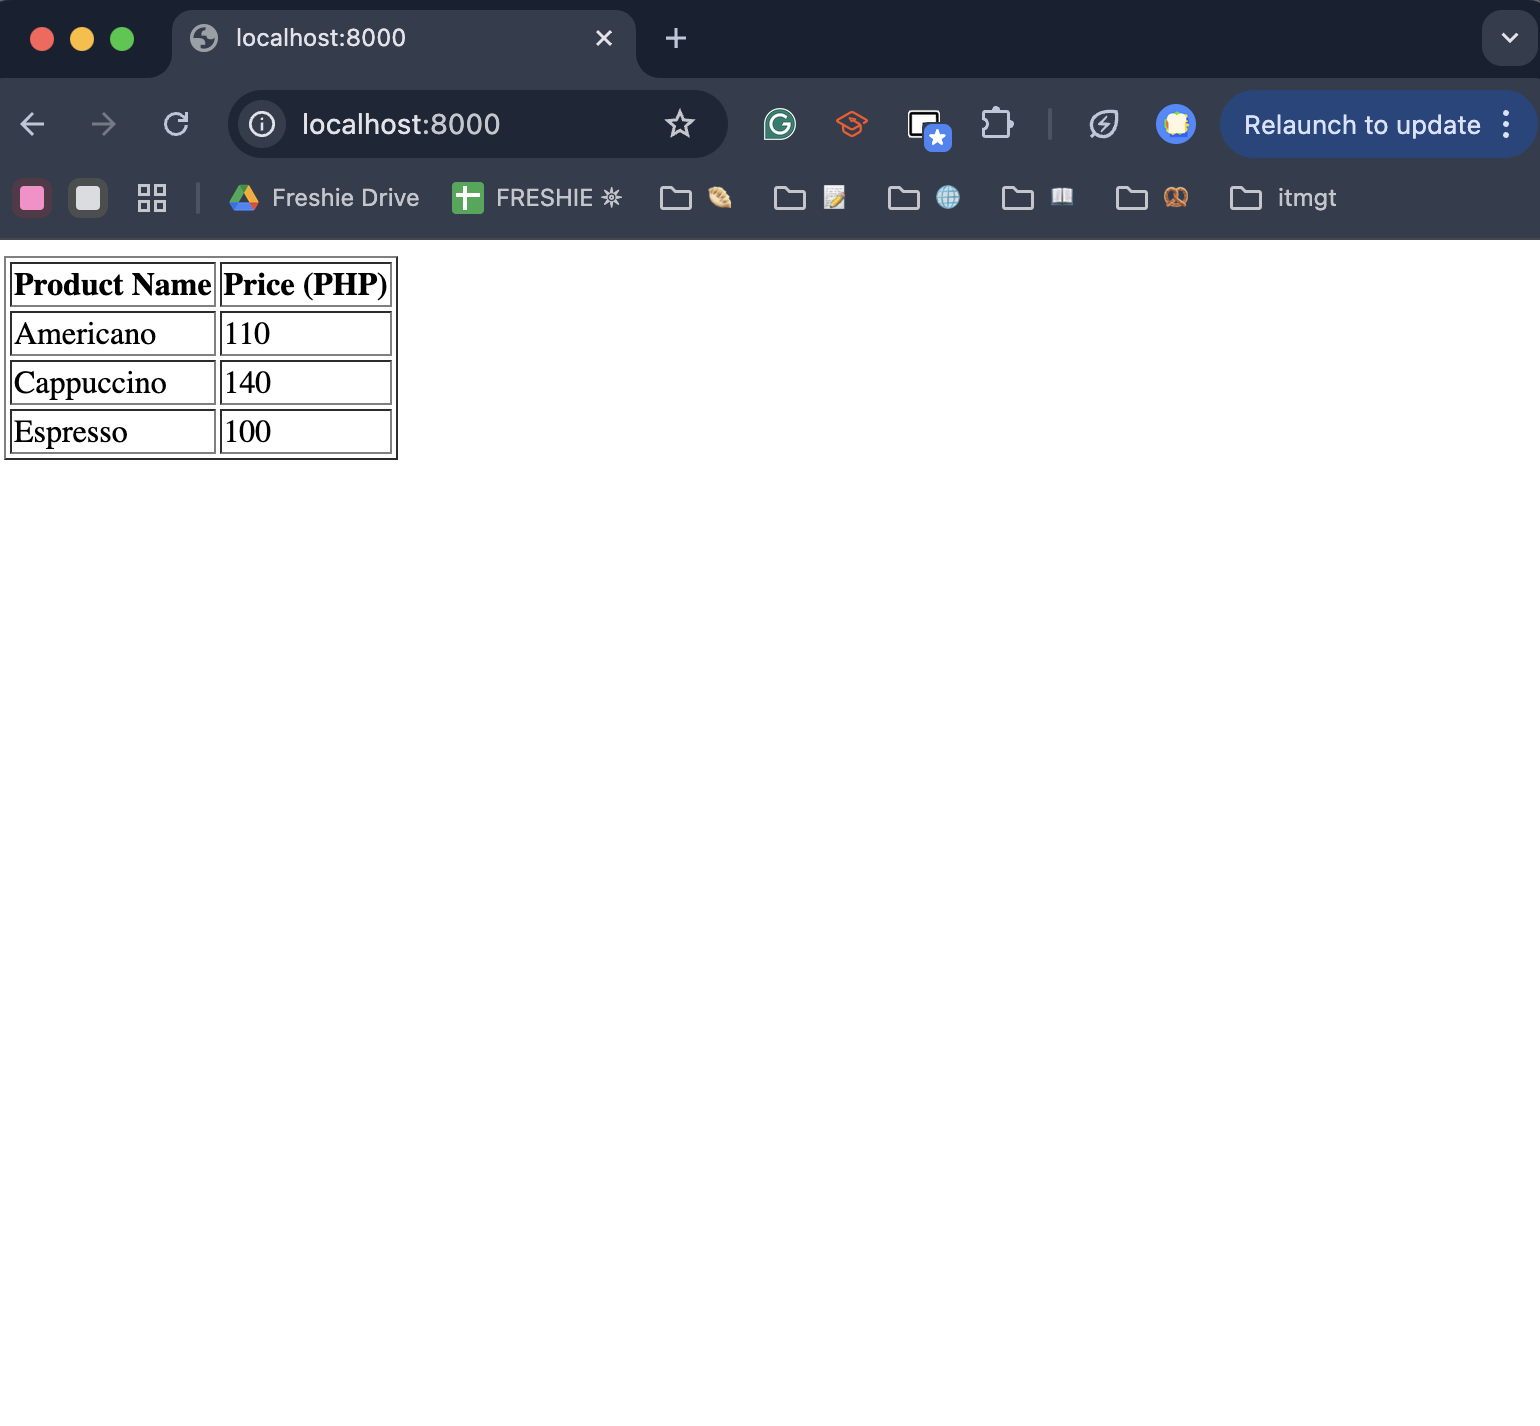 localhost:8000
localhost:8000
Relaunch to update
Freshie Drive FRESHIE itmgt
Product Name Price (PHP)
Americano 110
Cappuccino 140
Espresso 100